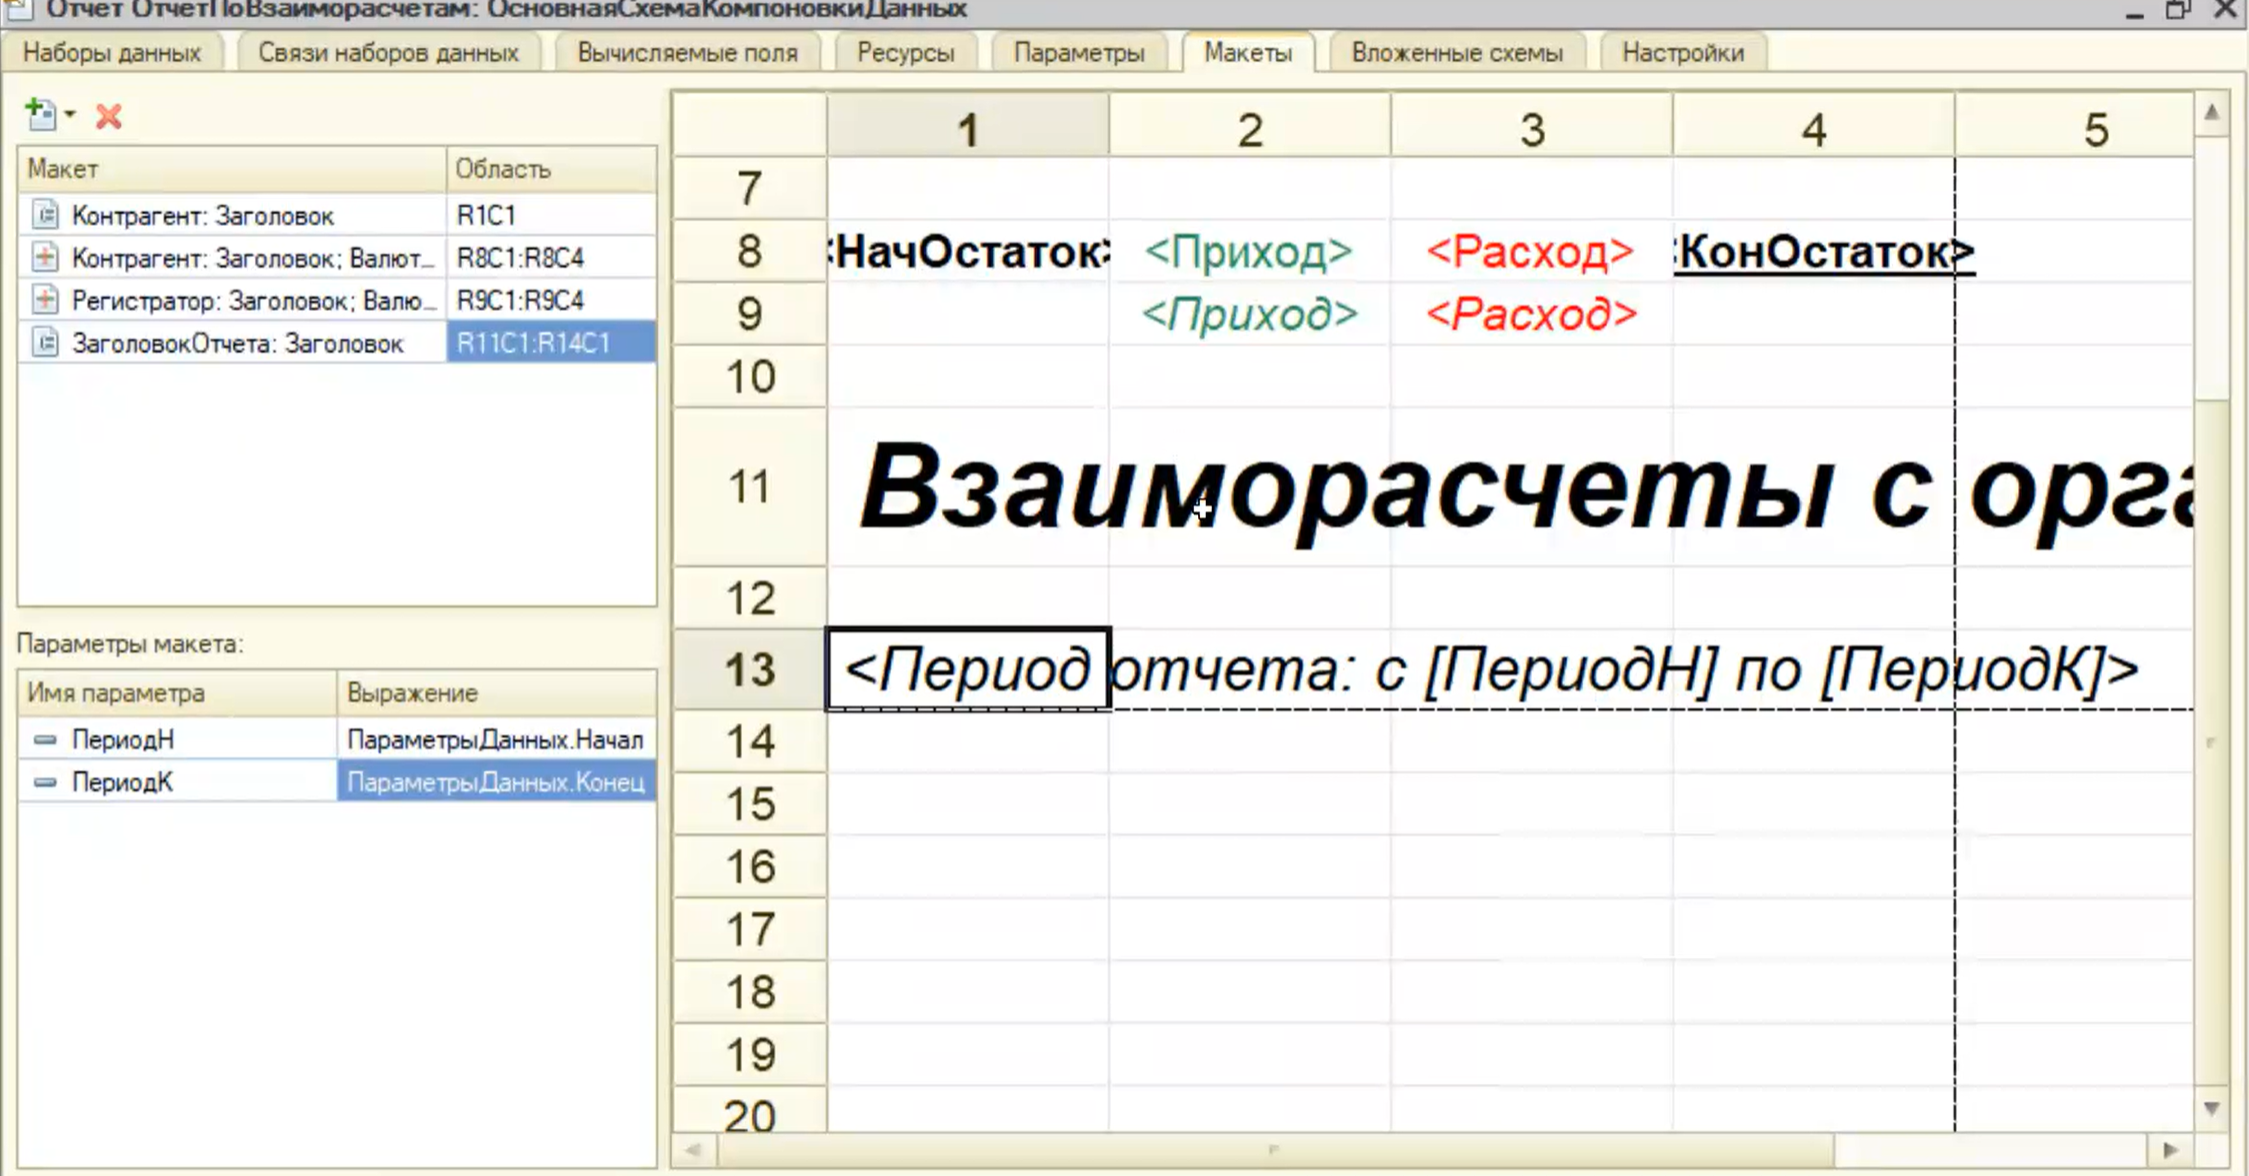 Отчет ОтчетПоВзаиморасчетам: ОсновнаяСхемаКомпоновкиДанных
Наборы данных Связи наборов данных Вычисляемые поля Ресурсы Параметры Макеты Вложенные схемы Настройки
Макет Область
Контрагент: Заголовок R1C1
Контрагент: Заголовок; Валют... R8C1:R8C4
Регистратор: Заголовок; Валю... R9C1:R9C4
ЗаголовокОтчета: Заголовок R11C1:R14C1
Параметры макета:
Имя параметра Выражение
ПериодН ПараметрыДанных.Начал
ПериодК ПараметрыДанных.Конец
1 2 3 4 5
7
8 <НачОстаток> <Приход> <Расход> <КонОстаток>
9 <Приход> <Расход>
10
11 Взаиморасчеты с орга
12
13 <Период отчета: с [ПериодН] по [ПериодК]>
14
15
16
17
18
19
20